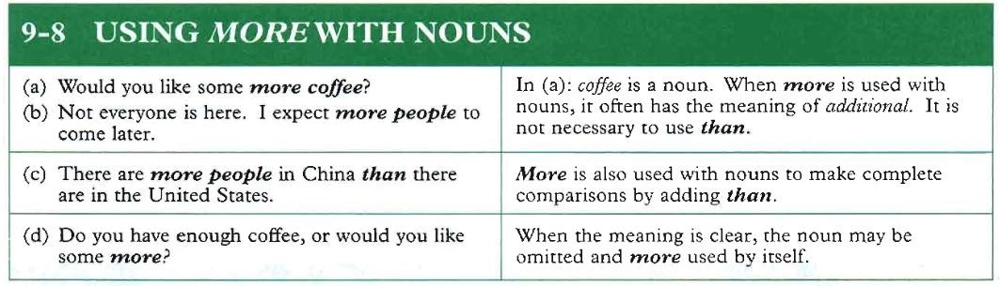 9-8 USING MORE WITH NOUNS
(a) Would you like some more coffee?
(b) Not everyone is here. I expect more people to
come later.
In (a): coffee is a noun. When more is used with
nouns, it often has the meaning of additional. It is
not necessary to use than.
(c) There are more people in China than there
are in the United States.
More is also used with nouns to make complete
comparisons by adding than.
(d) Do you have enough coffee, or would you like
some more?
When the meaning is clear, the noun may be
omitted and more used by itself.